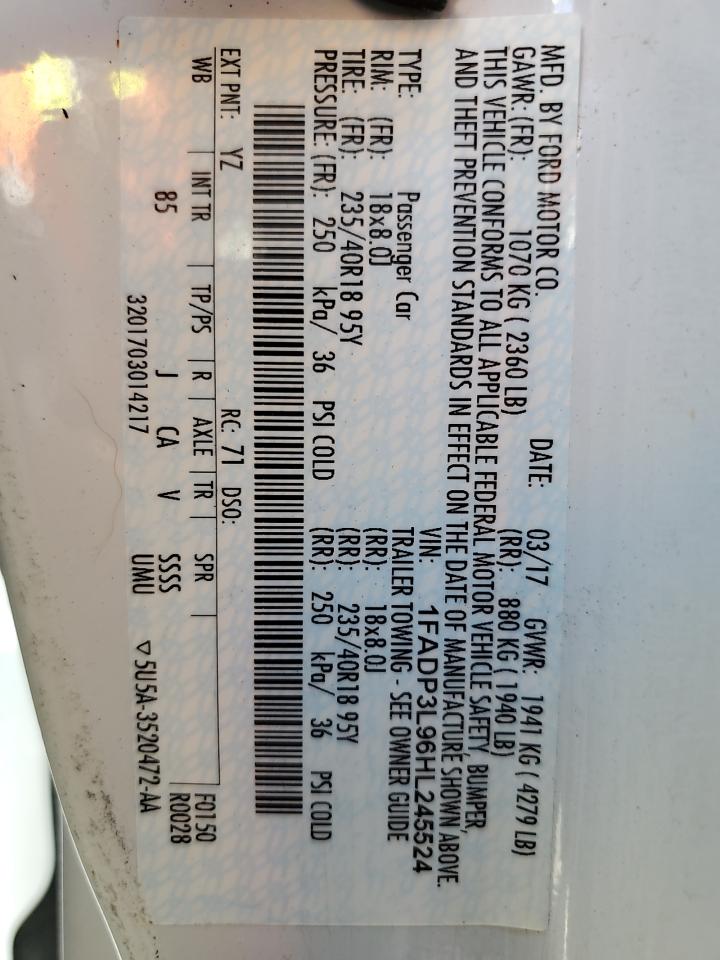 MFD. BY FORD MOTOR CO. DATE: 03/17 GVWR: 1941 KG ( 4279 LB)
GAWR: (FR): 1070 KG ( 2360 LB) (RR): 880 KG ( 1940 LB)
THIS VEHICLE CONFORMS TO ALL APPLICABLE FEDERAL MOTOR VEHICLE SAFETY, BUMPER,
AND THEFT PREVENTION STANDARDS IN EFFECT ON THE DATE OF MANUFACTURE SHOWN ABOVE.
VIN: 1FADP3L96HL245524
TYPE: Passenger Car TRAILER TOWING - SEE OWNER GUIDE
RIM: (FR): 18x8.0J (RR): 18x8.0J
TIRE: (FR): 235/40R18 95Y (RR): 235/40R18 95Y
PRESSURE (FR): 250 kPa/ 36 PSI COLD (RR): 250 kPa/ 36 PSI COLD
EXT PNT: YZ RC: 71 DSO:
WB INT TR TP/PS R AXLE TR SPR F0150
85 J CA V SSSS R0028
3201703014217 UMU ▽5U5A-3520472-AA